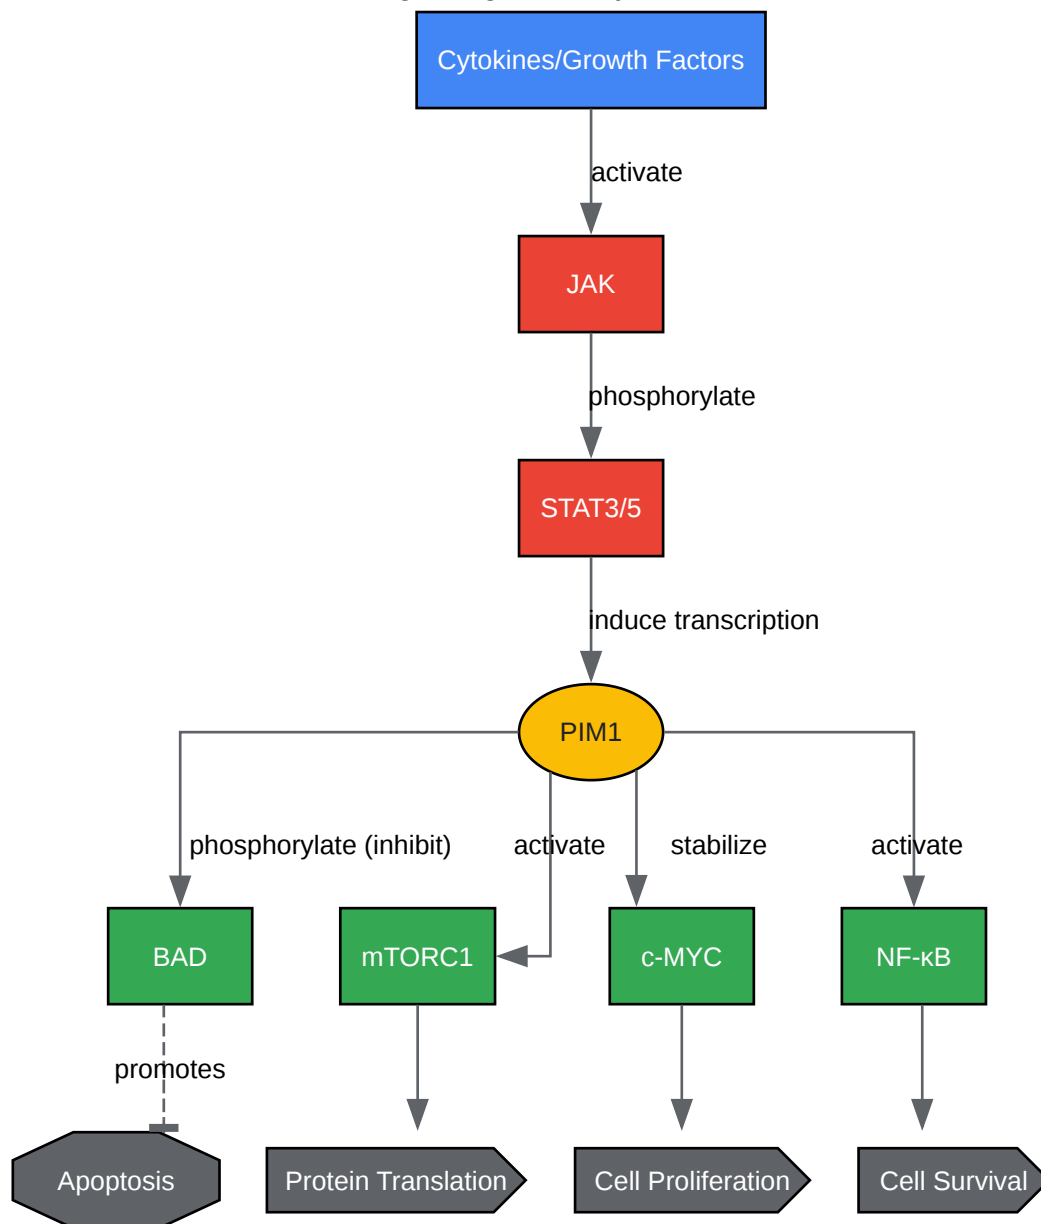 Cytokines/Growth Factors
activate
JAK
phosphorylate
STAT3/5
induce transcription
PIM1
phosphorylate (inhibit)
activate
stabilize
activate
BAD
mTORC1
c-MYC
NF-κB
promotes
Apoptosis
Protein Translation
Cell Proliferation
Cell Survival